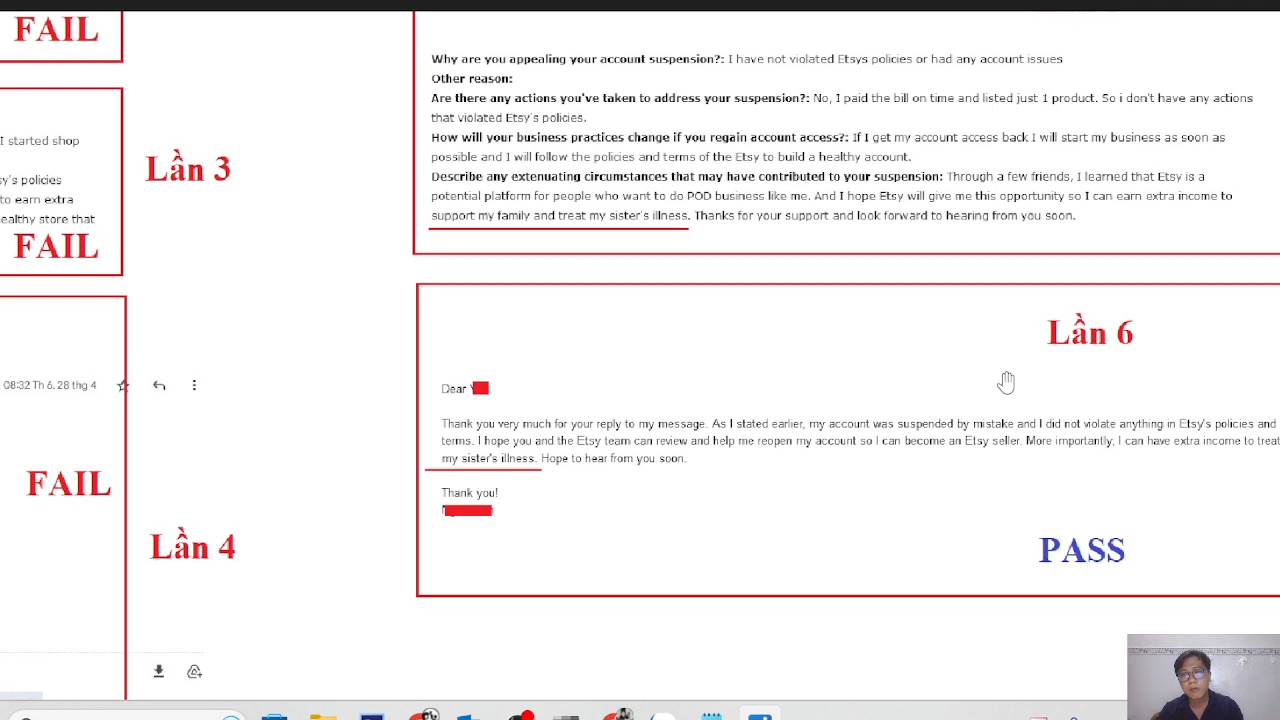 FAIL
I started shop
y's policies
to earn extra
healthy store that
FAIL
Lần 3
08:32 Th 6, 28 thg 4
FAIL
Lần 4
Why are you appealing your account suspension?: I have not violated Etsys policies or had any account issues
Other reason:
Are there any actions you've taken to address your suspension?: No, I paid the bill on time and listed just 1 product. So i don't have any actions
that violated Etsy's policies.
How will your business practices change if you regain account access?: If I get my account access back I will start my business as soon as
possible and I will follow the policies and terms of the Etsy to build a healthy account.
Describe any extenuating circumstances that may have contributed to your suspension: Through a few friends, I learned that Etsy is a
potential platform for people who want to do POD business like me. And I hope Etsy will give me this opportunity so I can earn extra income to
support my family and treat my sister's illness. Thanks for your support and look forward to hearing from you soon.
Lần 6
Dear
Thank you very much for your reply to my message. As I stated earlier, my account was suspended by mistake and I did not violate anything in Etsy's policies and
terms. I hope you and the Etsy team can review and help me reopen my account so I can become an Etsy seller. More importantly, I can have extra income to treat
my sister's illness. Hope to hear from you soon.
Thank you!
PASS